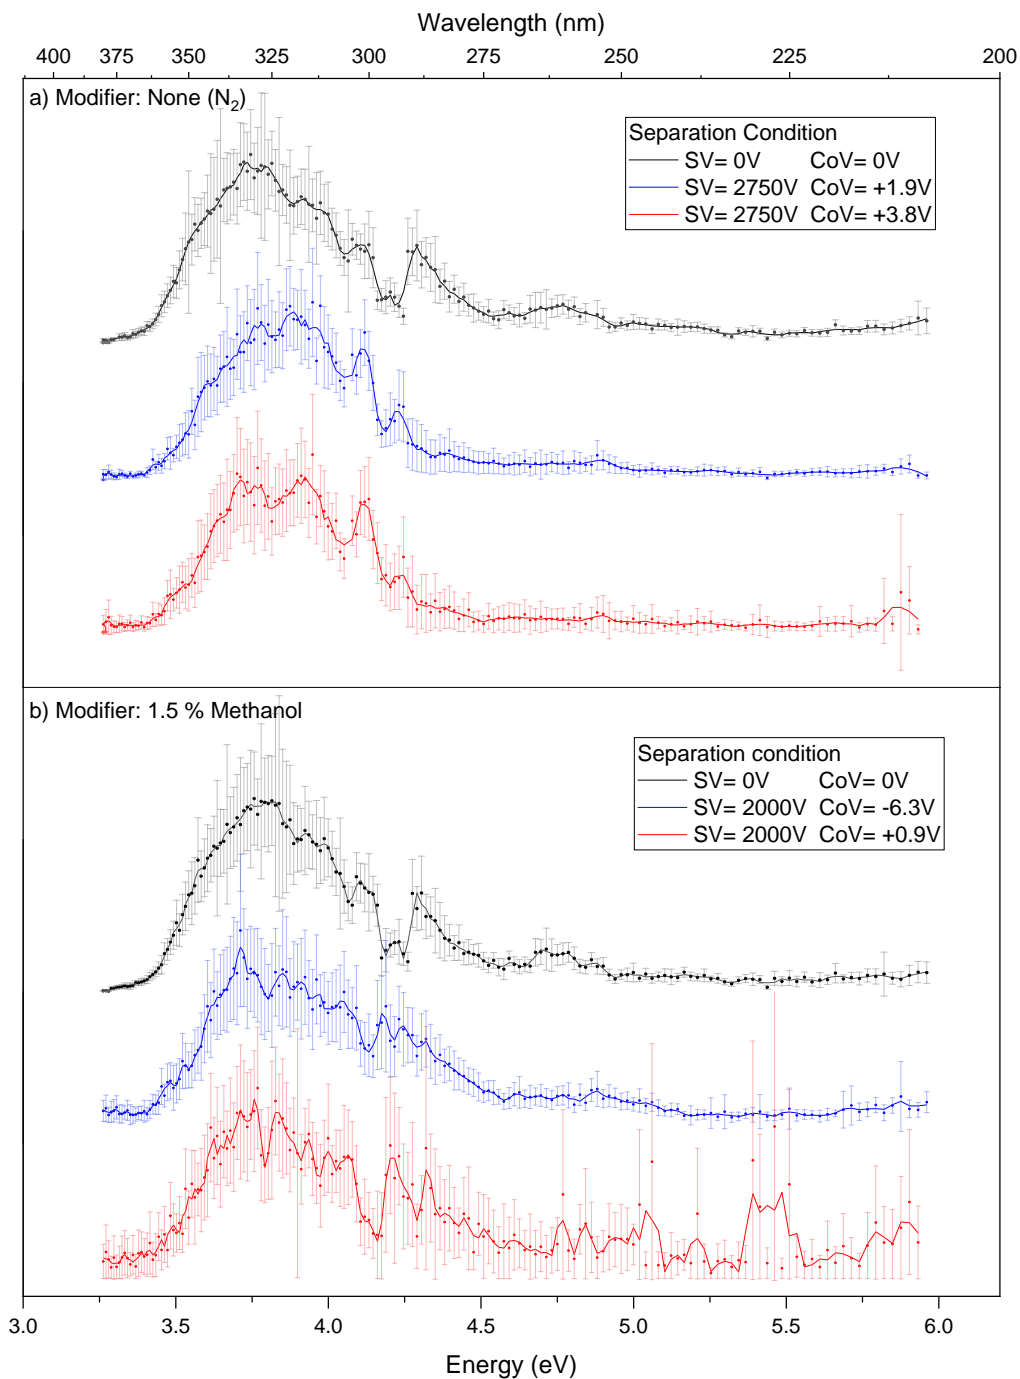 Wavelength (nm)
400 375 350 325 300 275 250 225 200
a) Modifier: None (N₂)
Separation Condition
SV= 0V CoV= 0V
SV= 2750V CoV= +1.9V
SV= 2750V CoV= +3.8V
b) Modifier: 1.5 % Methanol
Separation condition
SV= 0V CoV= 0V
SV= 2000V CoV= -6.3V
SV= 2000V CoV= +0.9V
3.0 3.5 4.0 4.5 5.0 5.5 6.0
Energy (eV)